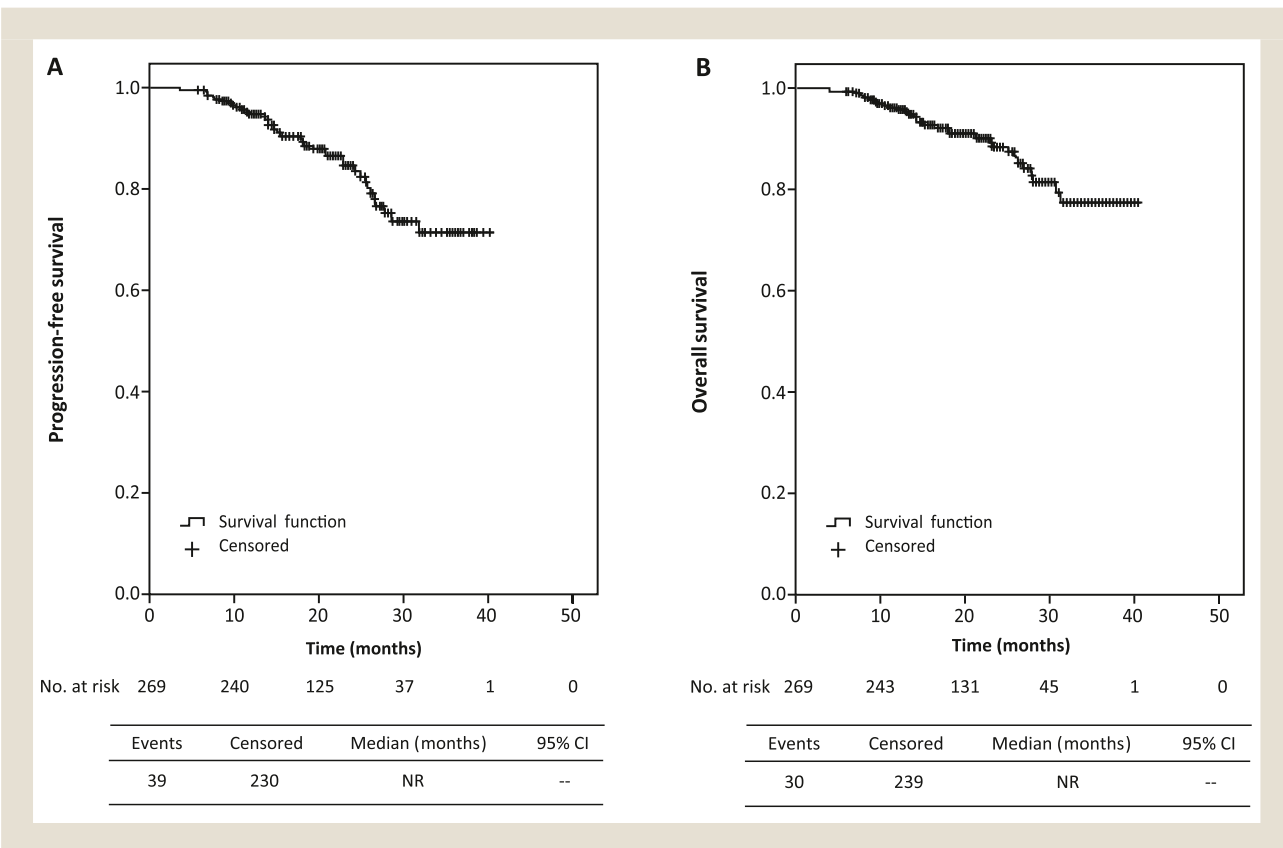 A
Progression-free survival
1.0
0.8
0.6
0.4
0.2
0.0
Survival function
Censored
0 10 20 30 40 50
Time (months)
No. at risk 269 240 125 37 1 0
Events Censored Median (months) 95% CI
39 230 NR --
B
Overall survival
1.0
0.8
0.6
0.4
0.2
0.0
Survival function
Censored
0 10 20 30 40 50
Time (months)
No. at risk 269 243 131 45 1 0
Events Censored Median (months) 95% CI
30 239 NR --